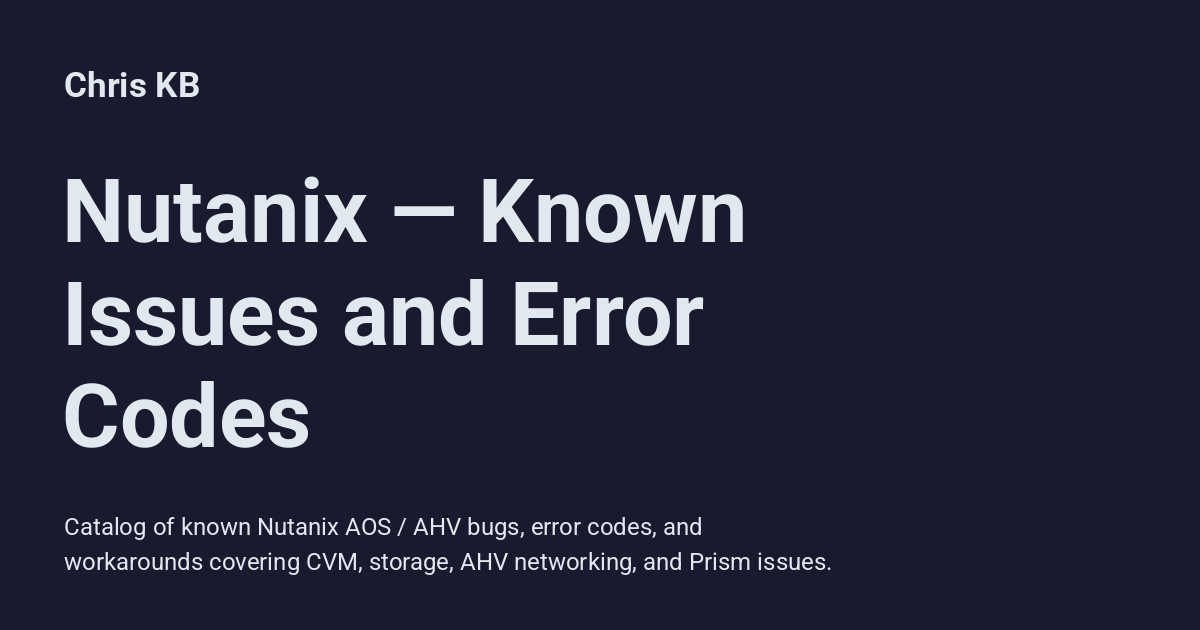 Chris KB
Nutanix — Known
Issues and Error
Codes
Catalog of known Nutanix AOS / AHV bugs, error codes, and
workarounds covering CVM, storage, AHV networking, and Prism issues.